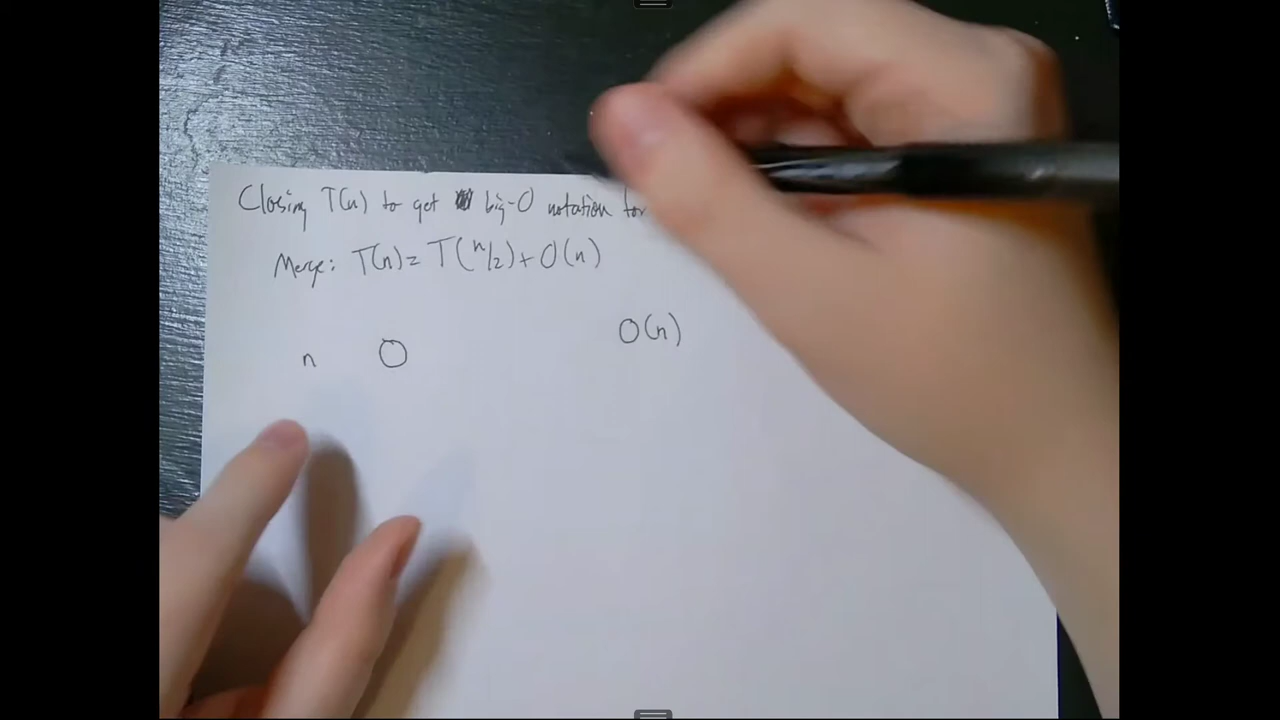 Closing T(n) to get big-O notation for
Merge: T(n) = T(n/2) + O(n)
O(n)
n O